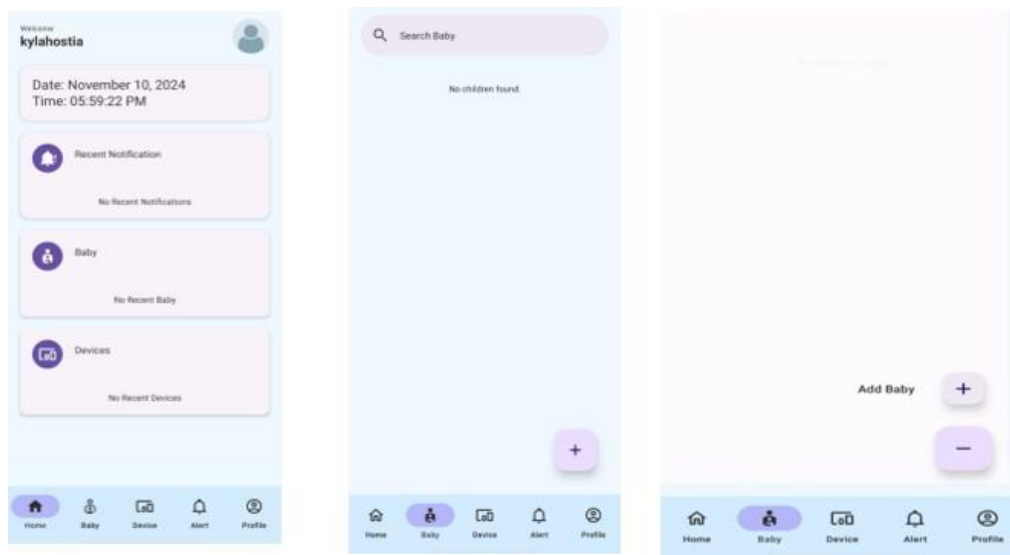 Welcome
kylahostia
Date: November 10, 2024
Time: 05:59:22 PM
Recent Notification
No Recent Notifications
Baby
No Recent Baby
Devices
No Recent Devices
Home Baby Device Alert Profile
Search Baby
No children found.
+
Home Baby Device Alert Profile
Add Baby +
−
Home Baby Device Alert Profile